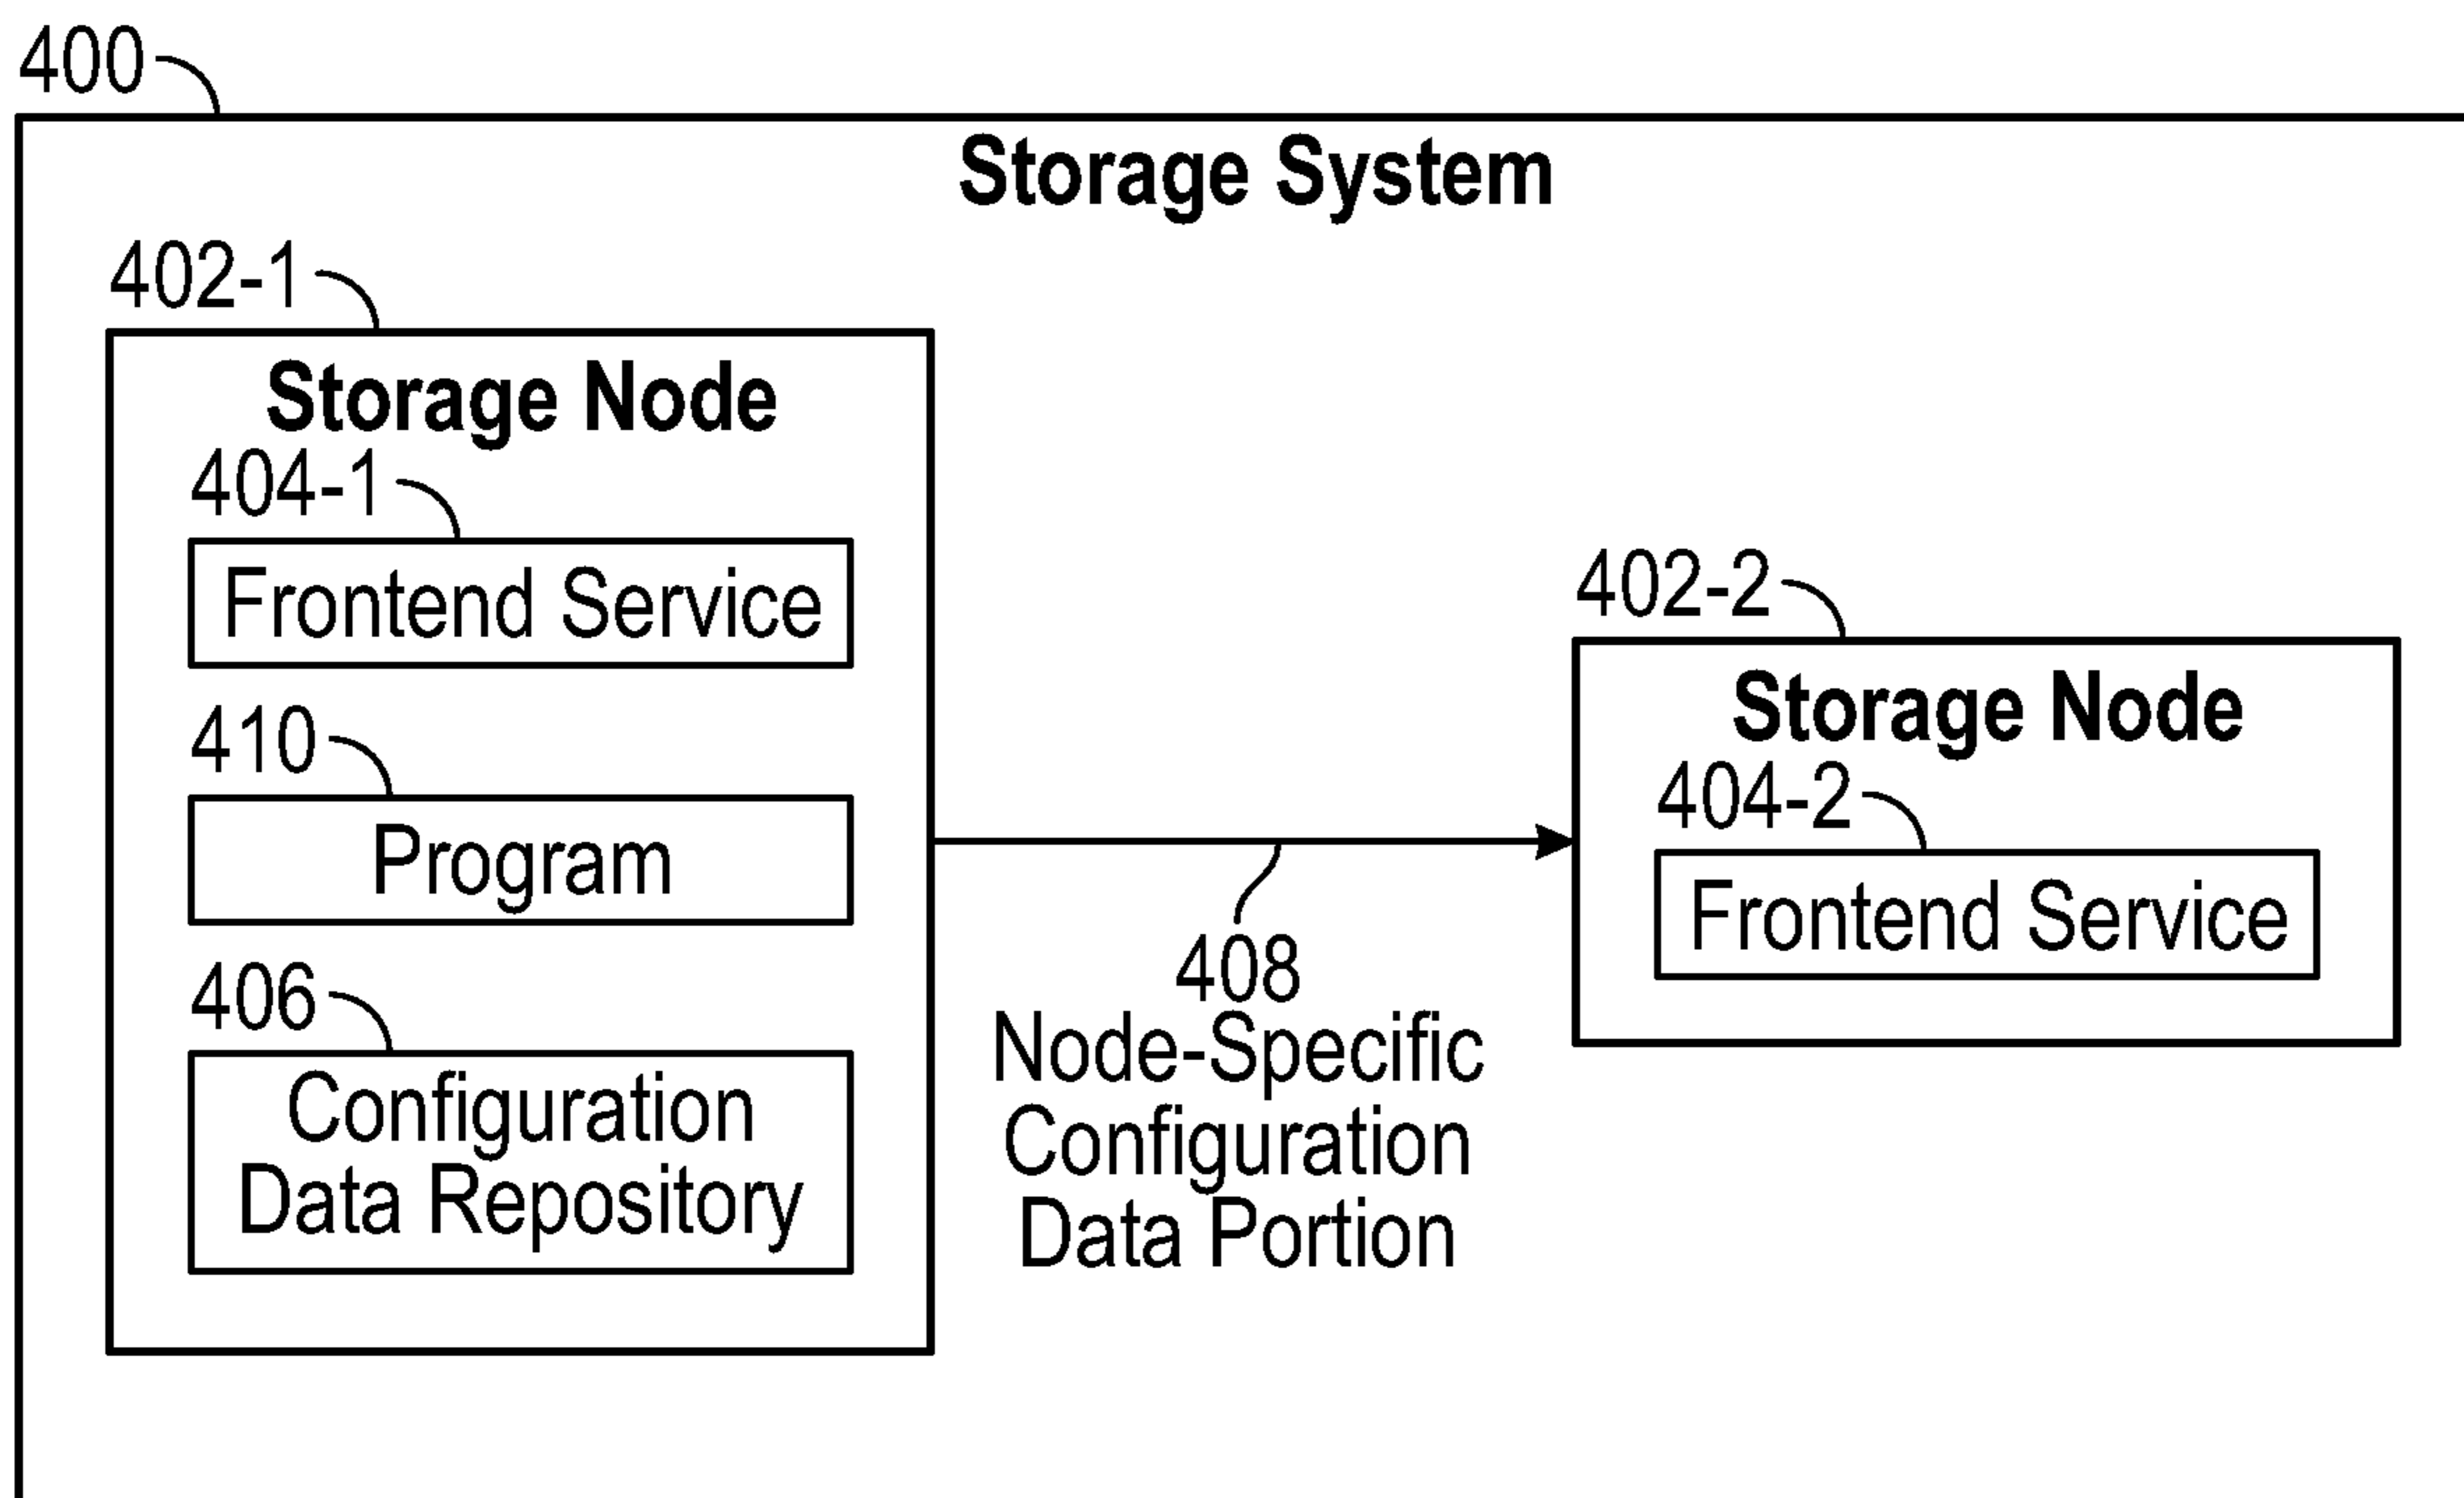 400
Storage System
402-1
Storage Node
404-1
Frontend Service
410
Program
406
Configuration
Data Repository
408
Node-Specific
Configuration
Data Portion
402-2
Storage Node
404-2
Frontend Service